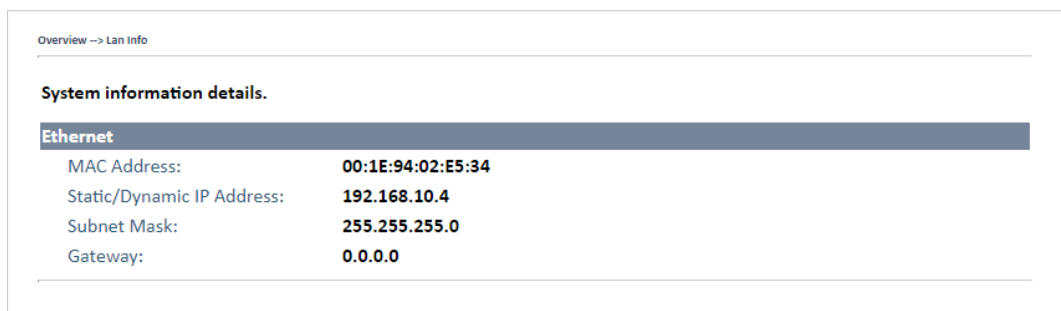 Overview --> Lan Info
System information details.
Ethernet
MAC Address: 00:1E:94:02:E5:34
Static/Dynamic IP Address: 192.168.10.4
Subnet Mask: 255.255.255.0
Gateway: 0.0.0.0